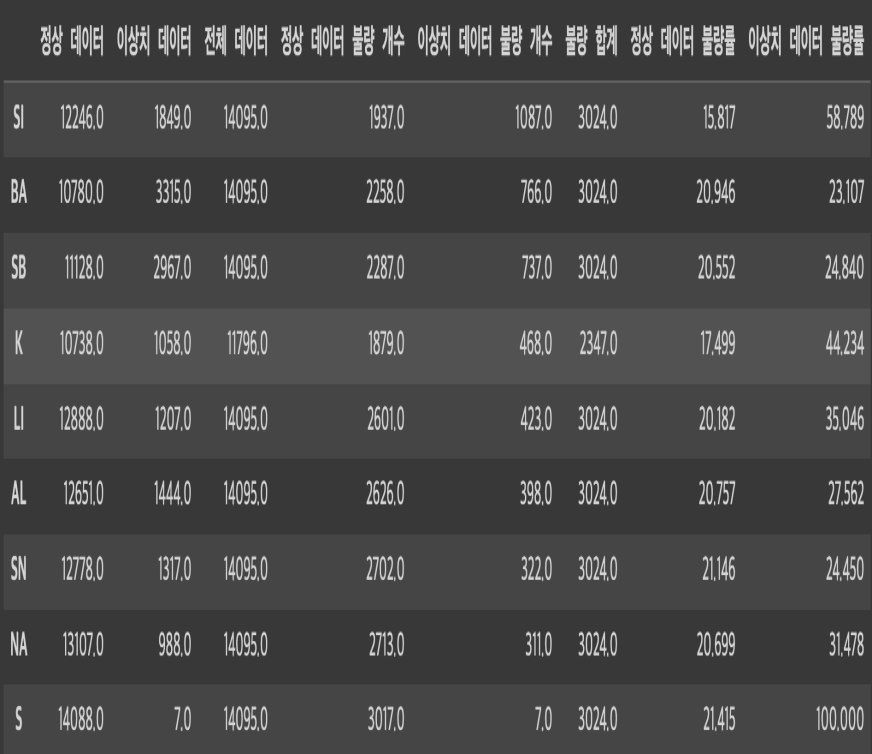 정상 데이터 이상치 데이터 전체 데이터 정상 데이터 불량 개수 이상치 데이터 불량 개수 불량 합계 정상 데이터 불량률 이상치 데이터 불량률
SI 12246.0 1849.0 14095.0 1937.0 1087.0 3024.0 15.817 58.789
BA 10780.0 3315.0 14095.0 2258.0 766.0 3024.0 20.946 23.107
SB 11128.0 2967.0 14095.0 2287.0 737.0 3024.0 20.552 24.840
K 10738.0 1058.0 11796.0 1879.0 468.0 2347.0 17.499 44.234
LI 12888.0 1207.0 14095.0 2601.0 423.0 3024.0 20.182 35.046
AL 12651.0 1444.0 14095.0 2626.0 398.0 3024.0 20.757 27.562
SN 12778.0 1317.0 14095.0 2702.0 322.0 3024.0 21.146 24.450
NA 13107.0 988.0 14095.0 2713.0 311.0 3024.0 20.699 31.478
S 14088.0 7.0 14095.0 3017.0 7.0 3024.0 21.415 100.000